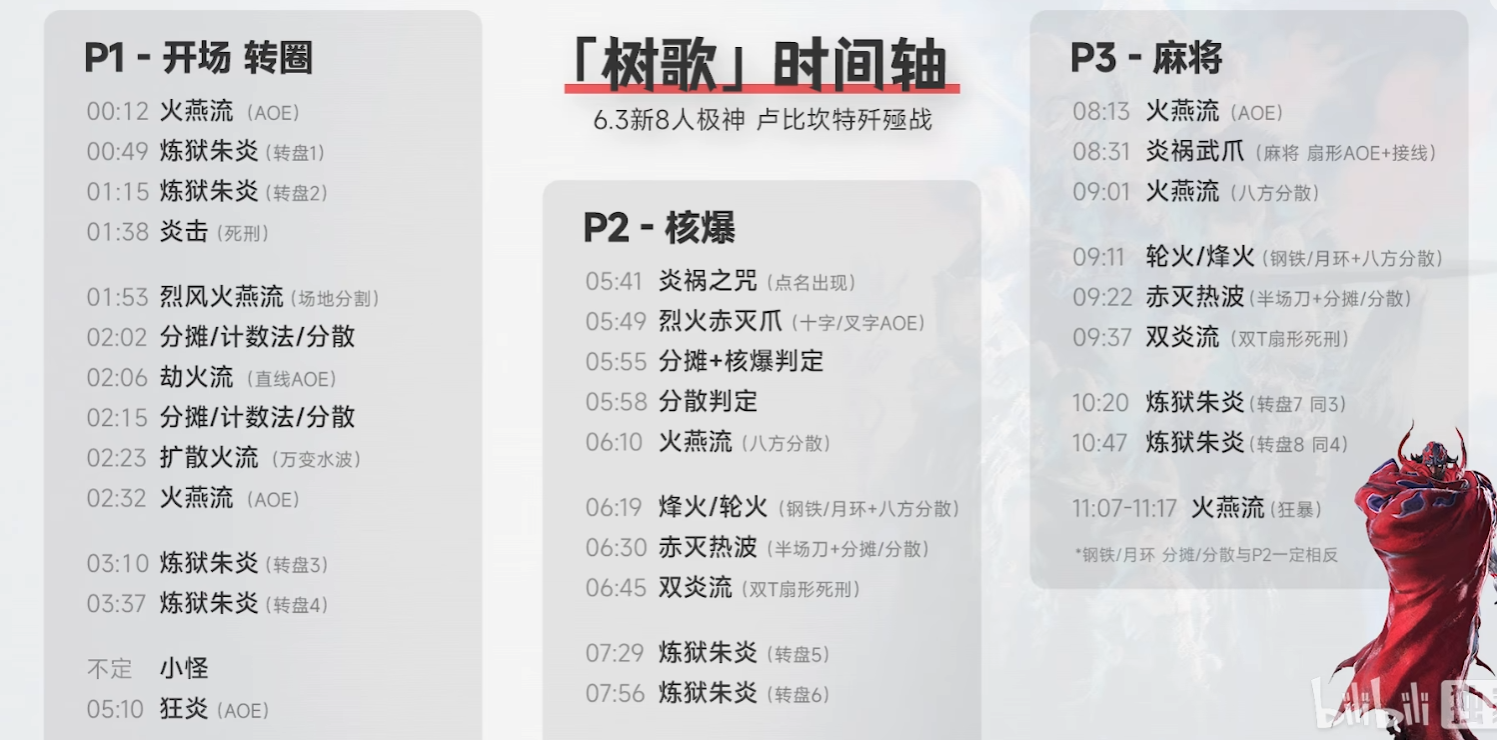 P1 - 开场 转圈
00:12 火燕流 (AOE)
00:49 炼狱朱炎 (转盘1)
01:15 炼狱朱炎 (转盘2)
01:38 炎击 (死刑)
01:53 烈风火燕流 (场地分割)
02:02 分摊/计数法/分散
02:06 劫火流 (直线AOE)
02:15 分摊/计数法/分散
02:23 扩散火流 (万变水波)
02:32 火燕流 (AOE)
03:10 炼狱朱炎 (转盘3)
03:37 炼狱朱炎 (转盘4)
不定 小怪
05:10 狂炎 (AOE)
「树歌」时间轴
6.3新8人极神 卢比坎特歼殛战
P2 - 核爆
05:41 炎祸之咒 (点名出现)
05:49 烈火赤灭爪 (十字/叉字AOE)
05:55 分摊+核爆判定
05:58 分散判定
06:10 火燕流 (八方分散)
06:19 烽火/轮火 (钢铁/月环+八方分散)
06:30 赤灭热波 (半场刀+分摊/分散)
06:45 双炎流 (双T扇形死刑)
07:29 炼狱朱炎 (转盘5)
07:56 炼狱朱炎 (转盘6)
P3 - 麻将
08:13 火燕流 (AOE)
08:31 炎祸武爪 (麻将 扇形AOE+接线)
09:01 火燕流 (八方分散)
09:11 轮火/烽火 (钢铁/月环+八方分散)
09:22 赤灭热波 (半场刀+分摊/分散)
09:37 双炎流 (双T扇形死刑)
10:20 炼狱朱炎 (转盘7 同3)
10:47 炼狱朱炎 (转盘8 同4)
11:07-11:17 火燕流 (狂暴)
*钢铁/月环 分摊/分散与P2一定相反
bilibili